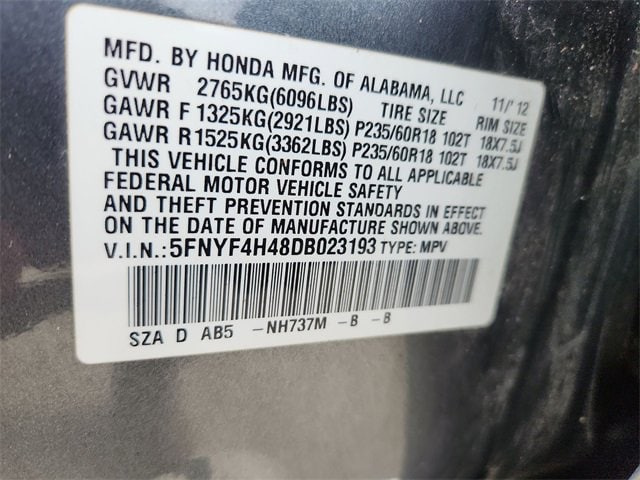 MFD. BY HONDA MFG. OF ALABAMA, LLC 11/'12
GVWR 2765KG(6096LBS) TIRE SIZE RIM SIZE
GAWR F 1325KG(2921LBS) P235/60R18 102T 18X7.5J
GAWR R1525KG(3362LBS) P235/60R18 102T 18X7.5J
THIS VEHICLE CONFORMS TO ALL APPLICABLE
FEDERAL MOTOR VEHICLE SAFETY
AND THEFT PREVENTION STANDARDS IN EFFECT
ON THE DATE OF MANUFACTURE SHOWN ABOVE.
V.I.N.:5FNYF4H48DB023193 TYPE: MPV
SZA D AB5 -NH737M -B -B